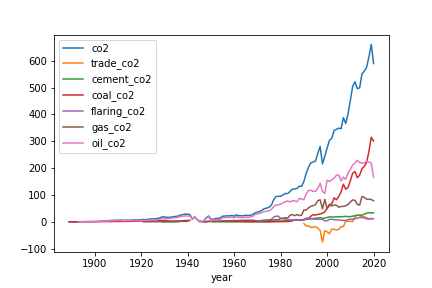 co2
trade_co2
cement_co2
coal_co2
flaring_co2
gas_co2
oil_co2
600
500
400
300
200
100
0
−100
1900 1920 1940 1960 1980 2000 2020
year